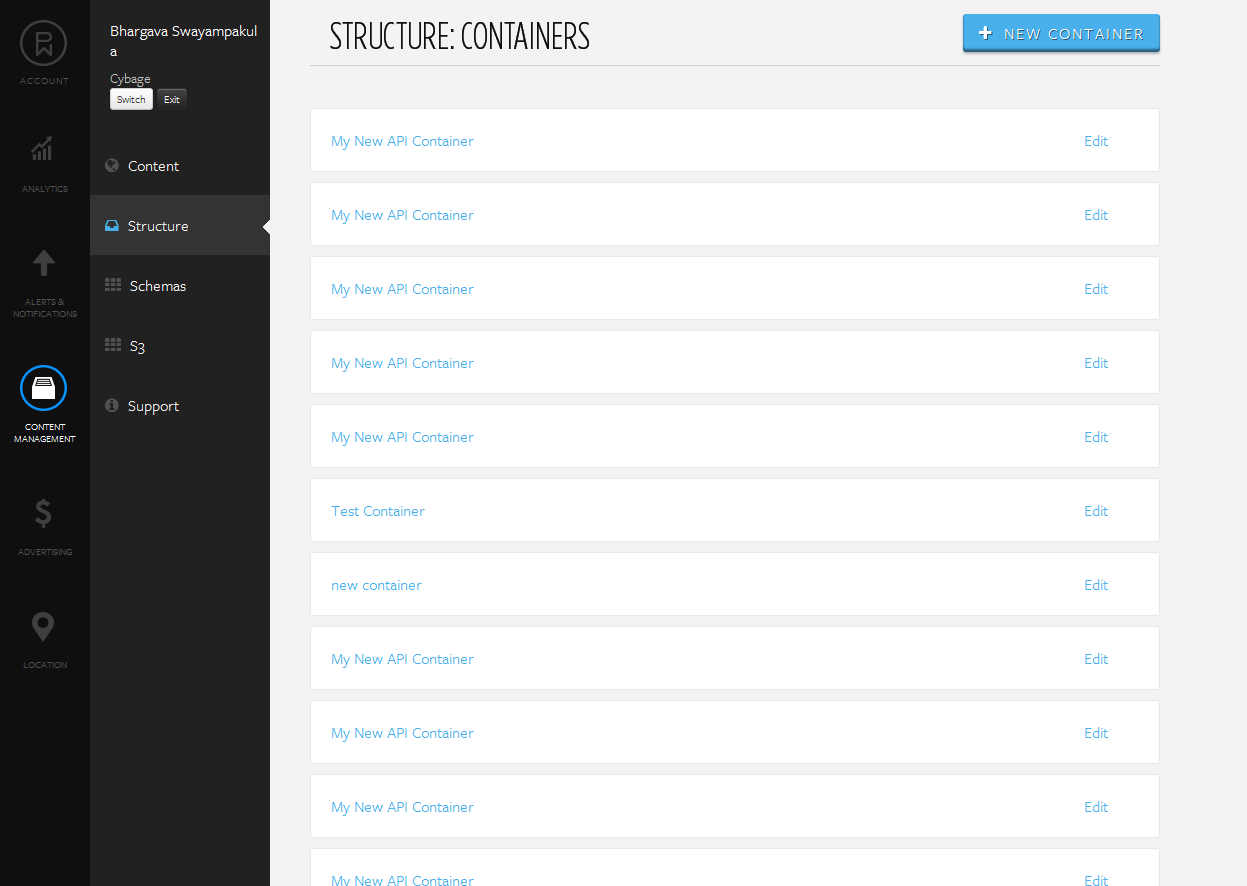 ACCOUNT
ANALYTICS
ALERTS &
NOTIFICATIONS
CONTENT
MANAGEMENT
ADVERTISING
LOCATION
Bhargava Swayampakul
a
Cybage
Switch Exit
Content
Structure
Schemas
S3
Support
STRUCTURE: CONTAINERS
+ NEW CONTAINER
My New API Container Edit
My New API Container Edit
My New API Container Edit
My New API Container Edit
My New API Container Edit
Test Container Edit
new container Edit
My New API Container Edit
My New API Container Edit
My New API Container Edit
My New API Container Edit